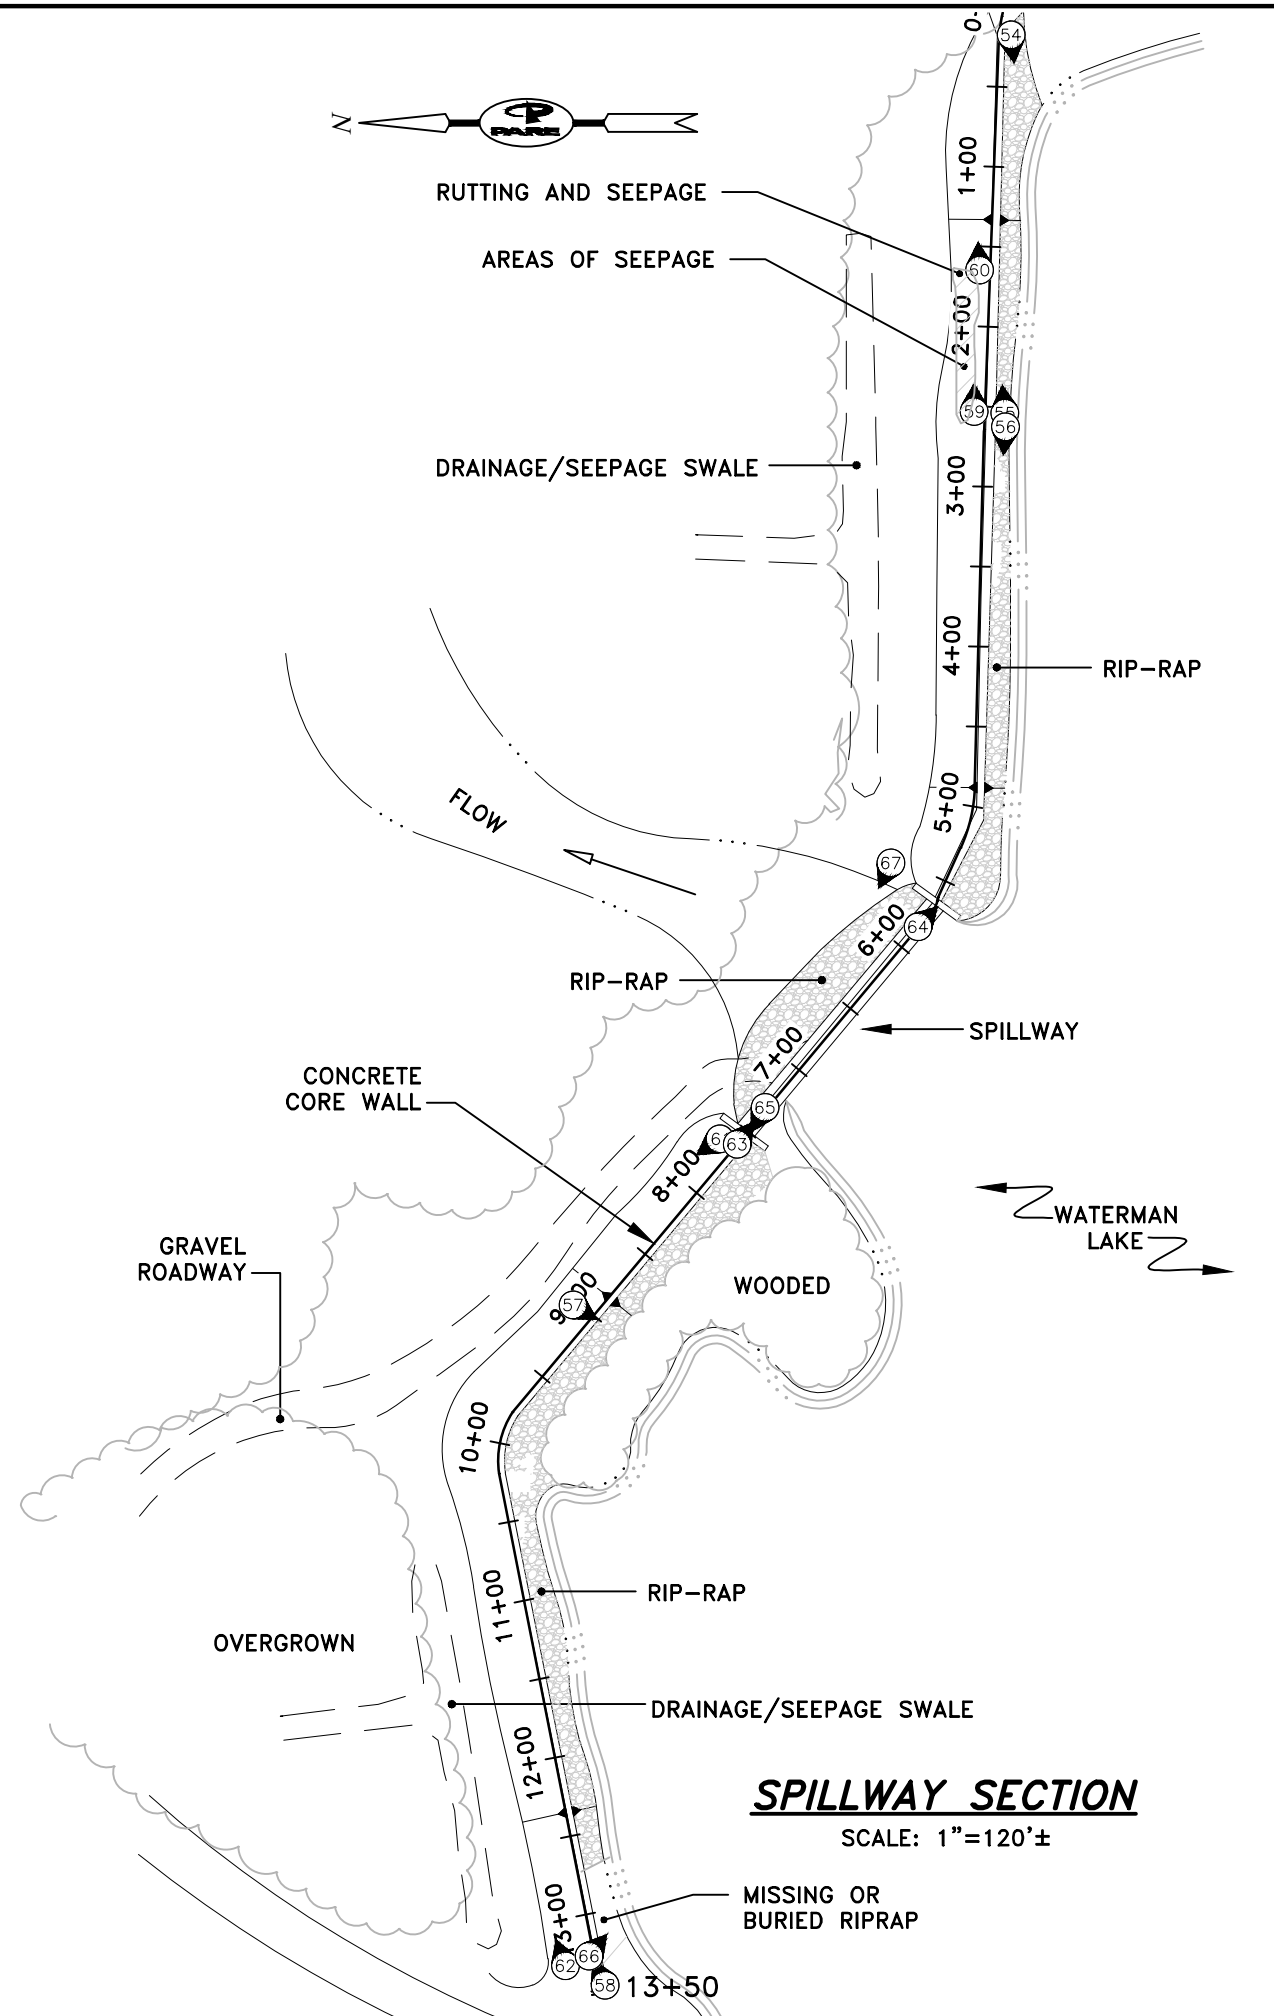 54
N
PARE
1+00
RUTTING AND SEEPAGE
AREAS OF SEEPAGE
60
2+00
59
55
56
DRAINAGE/SEEPAGE SWALE
3+00
4+00
RIP-RAP
5+00
FLOW
67
64
6+00
RIP-RAP
SPILLWAY
7+00
CONCRETE
CORE WALL
65
63
8+00
WATERMAN
LAKE
GRAVEL
ROADWAY
WOODED
57
10+00
11+00
RIP-RAP
OVERGROWN
DRAINAGE/SEEPAGE SWALE
12+00
SPILLWAY SECTION
SCALE: 1"=120'±
MISSING OR
BURIED RIPRAP
13+00
66
62
58
13+50